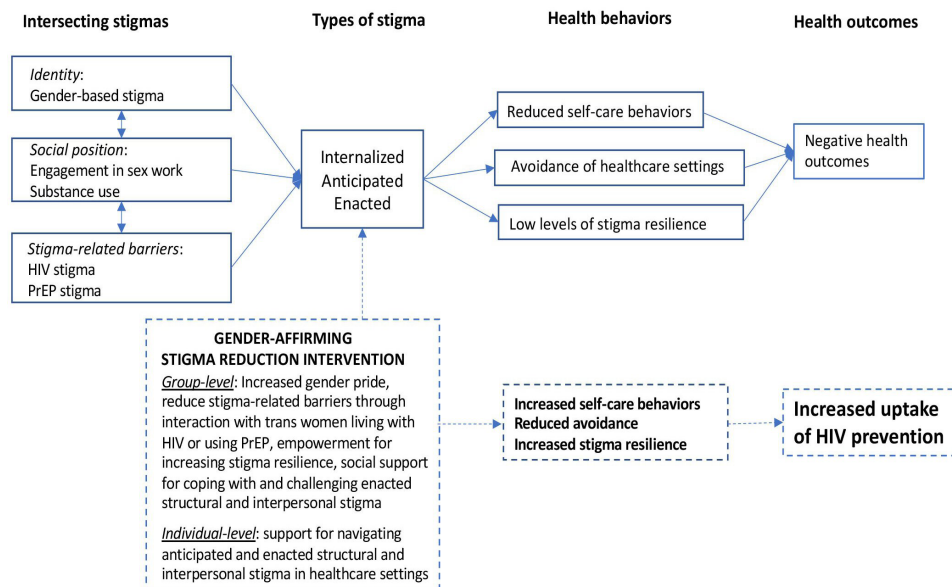 Intersecting stigmas
Types of stigma
Health behaviors
Health outcomes
Identity:
Gender-based stigma
Social position:
Engagement in sex work
Substance use
Stigma-related barriers:
HIV stigma
PrEP stigma
Internalized
Anticipated
Enacted
Reduced self-care behaviors
Avoidance of healthcare settings
Low levels of stigma resilience
Negative health
outcomes
GENDER-AFFIRMING
STIGMA REDUCTION INTERVENTION
Group-level: Increased gender pride,
reduce stigma-related barriers through
interaction with trans women living with
HIV or using PrEP, empowerment for
increasing stigma resilience, social support
for coping with and challenging enacted
structural and interpersonal stigma
Individual-level: support for navigating
anticipated and enacted structural and
interpersonal stigma in healthcare settings
Increased self-care behaviors
Reduced avoidance
Increased stigma resilience
Increased uptake
of HIV prevention